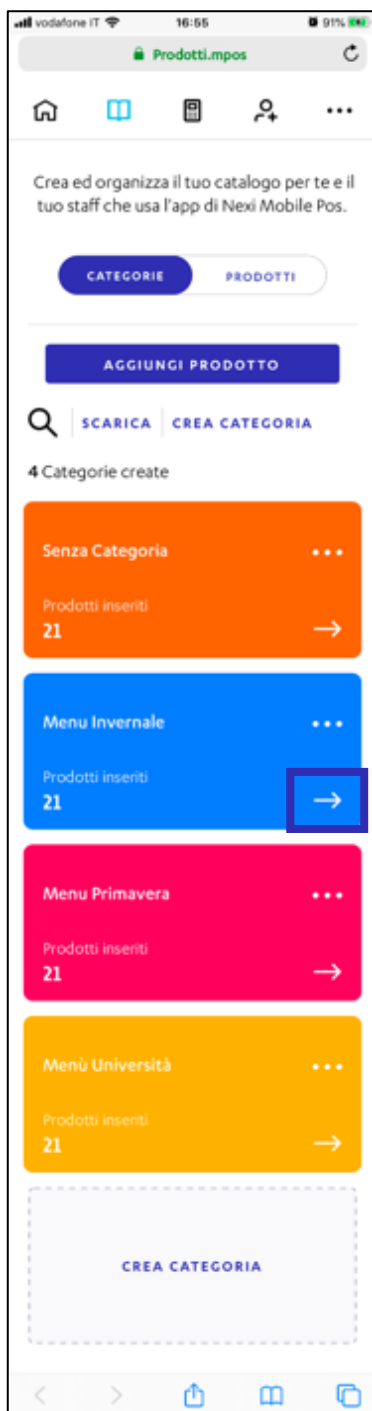 vodafone IT 16:55 91%
Prodotti.mpos
Crea ed organizza il tuo catalogo per te e il
tuo staff che usa l'app di Nexi Mobile Pos.
CATEGORIE PRODOTTI
AGGIUNGI PRODOTTO
SCARICA CREA CATEGORIA
4 Categorie create
Senza Categoria
Prodotti inseriti
21
Menu Invernale
Prodotti inseriti
21
Menu Primavera
Prodotti inseriti
21
Menù Università
Prodotti inseriti
21
CREA CATEGORIA